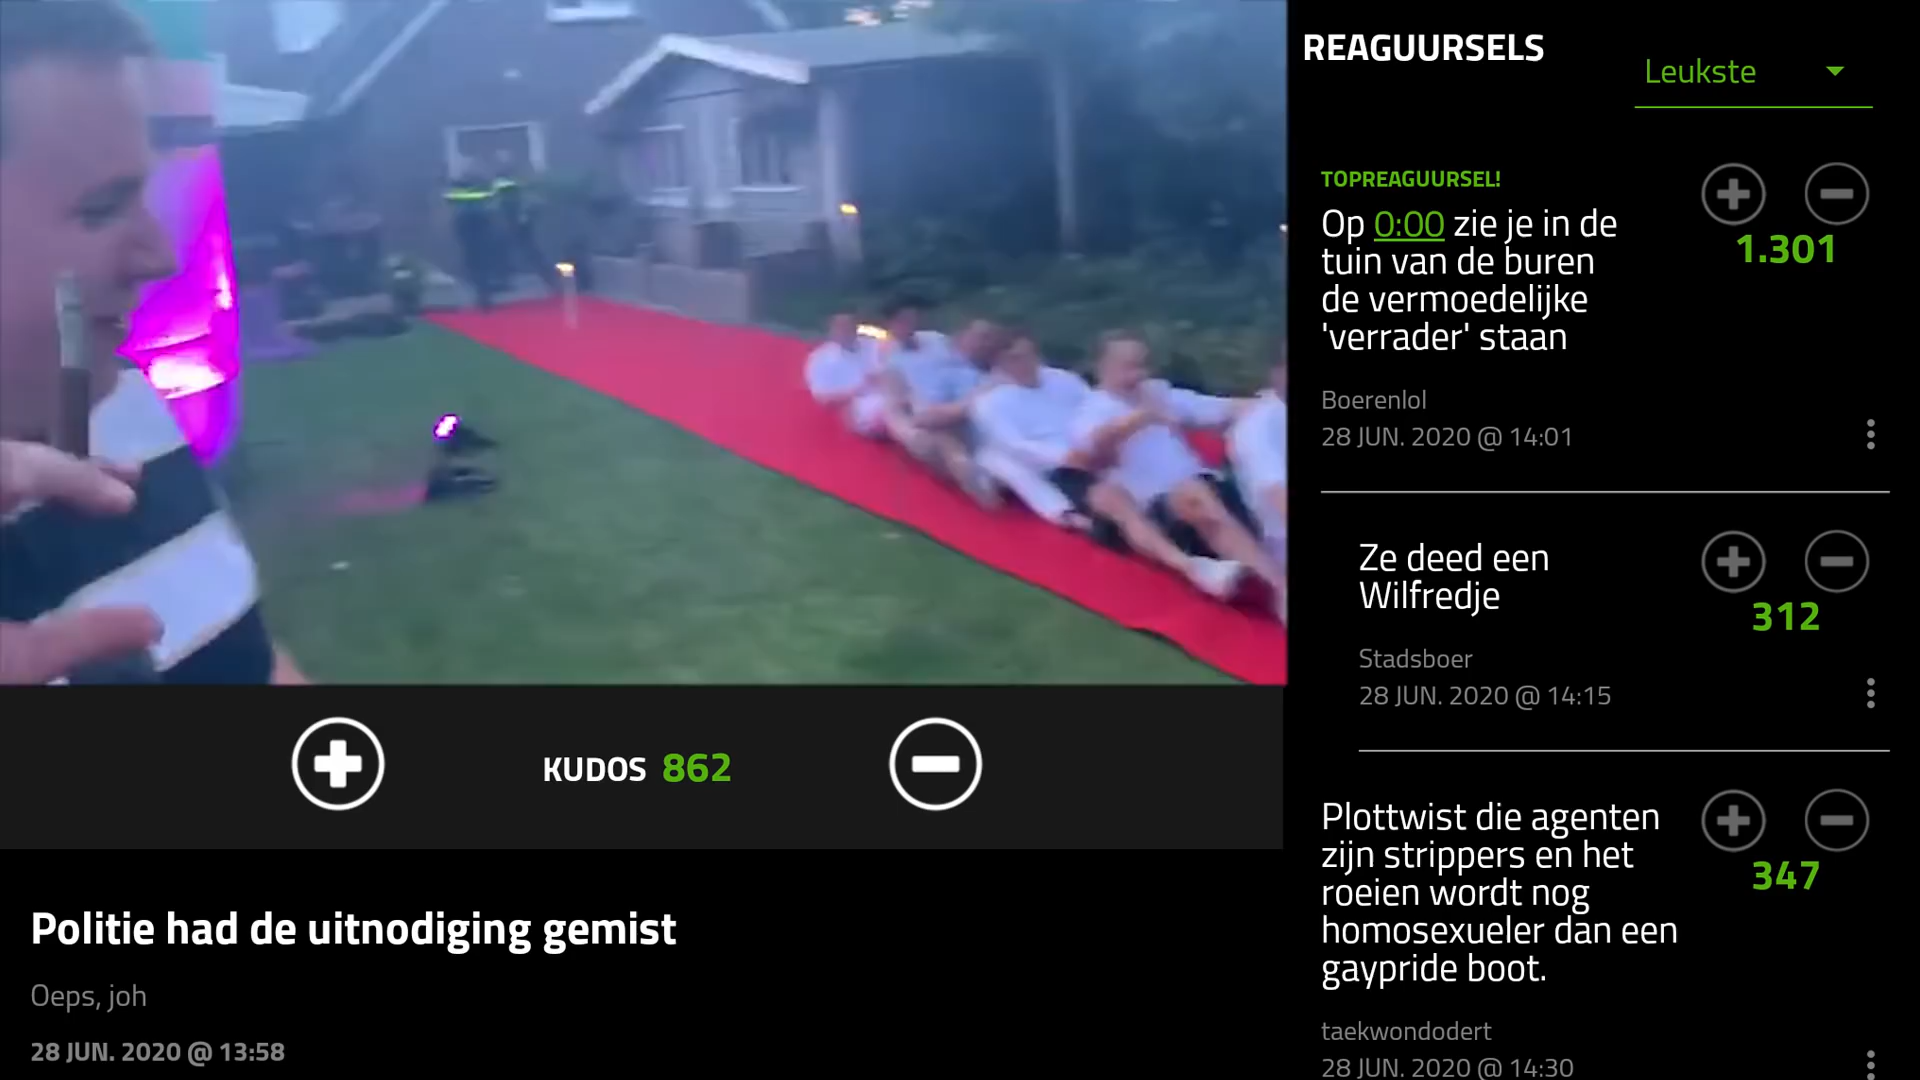 REAGUURSELS
Leukste
TOPREAGUURSEL!
Op 0:00 zie je in de
tuin van de buren
de vermoedelijke
'verrader' staan
1.301
Boerenlol
28 JUN. 2020 @ 14:01
Ze deed een
Wilfredje
312
Stadsboer
28 JUN. 2020 @ 14:15
Plottwist die agenten
zijn strippers en het
roeien wordt nog
homosexueler dan een
gaypride boot.
347
taekwondodert
28 JUN. 2020 @ 14:30
KUDOS 862
Politie had de uitnodiging gemist
Oeps, joh
28 JUN. 2020 @ 13:58